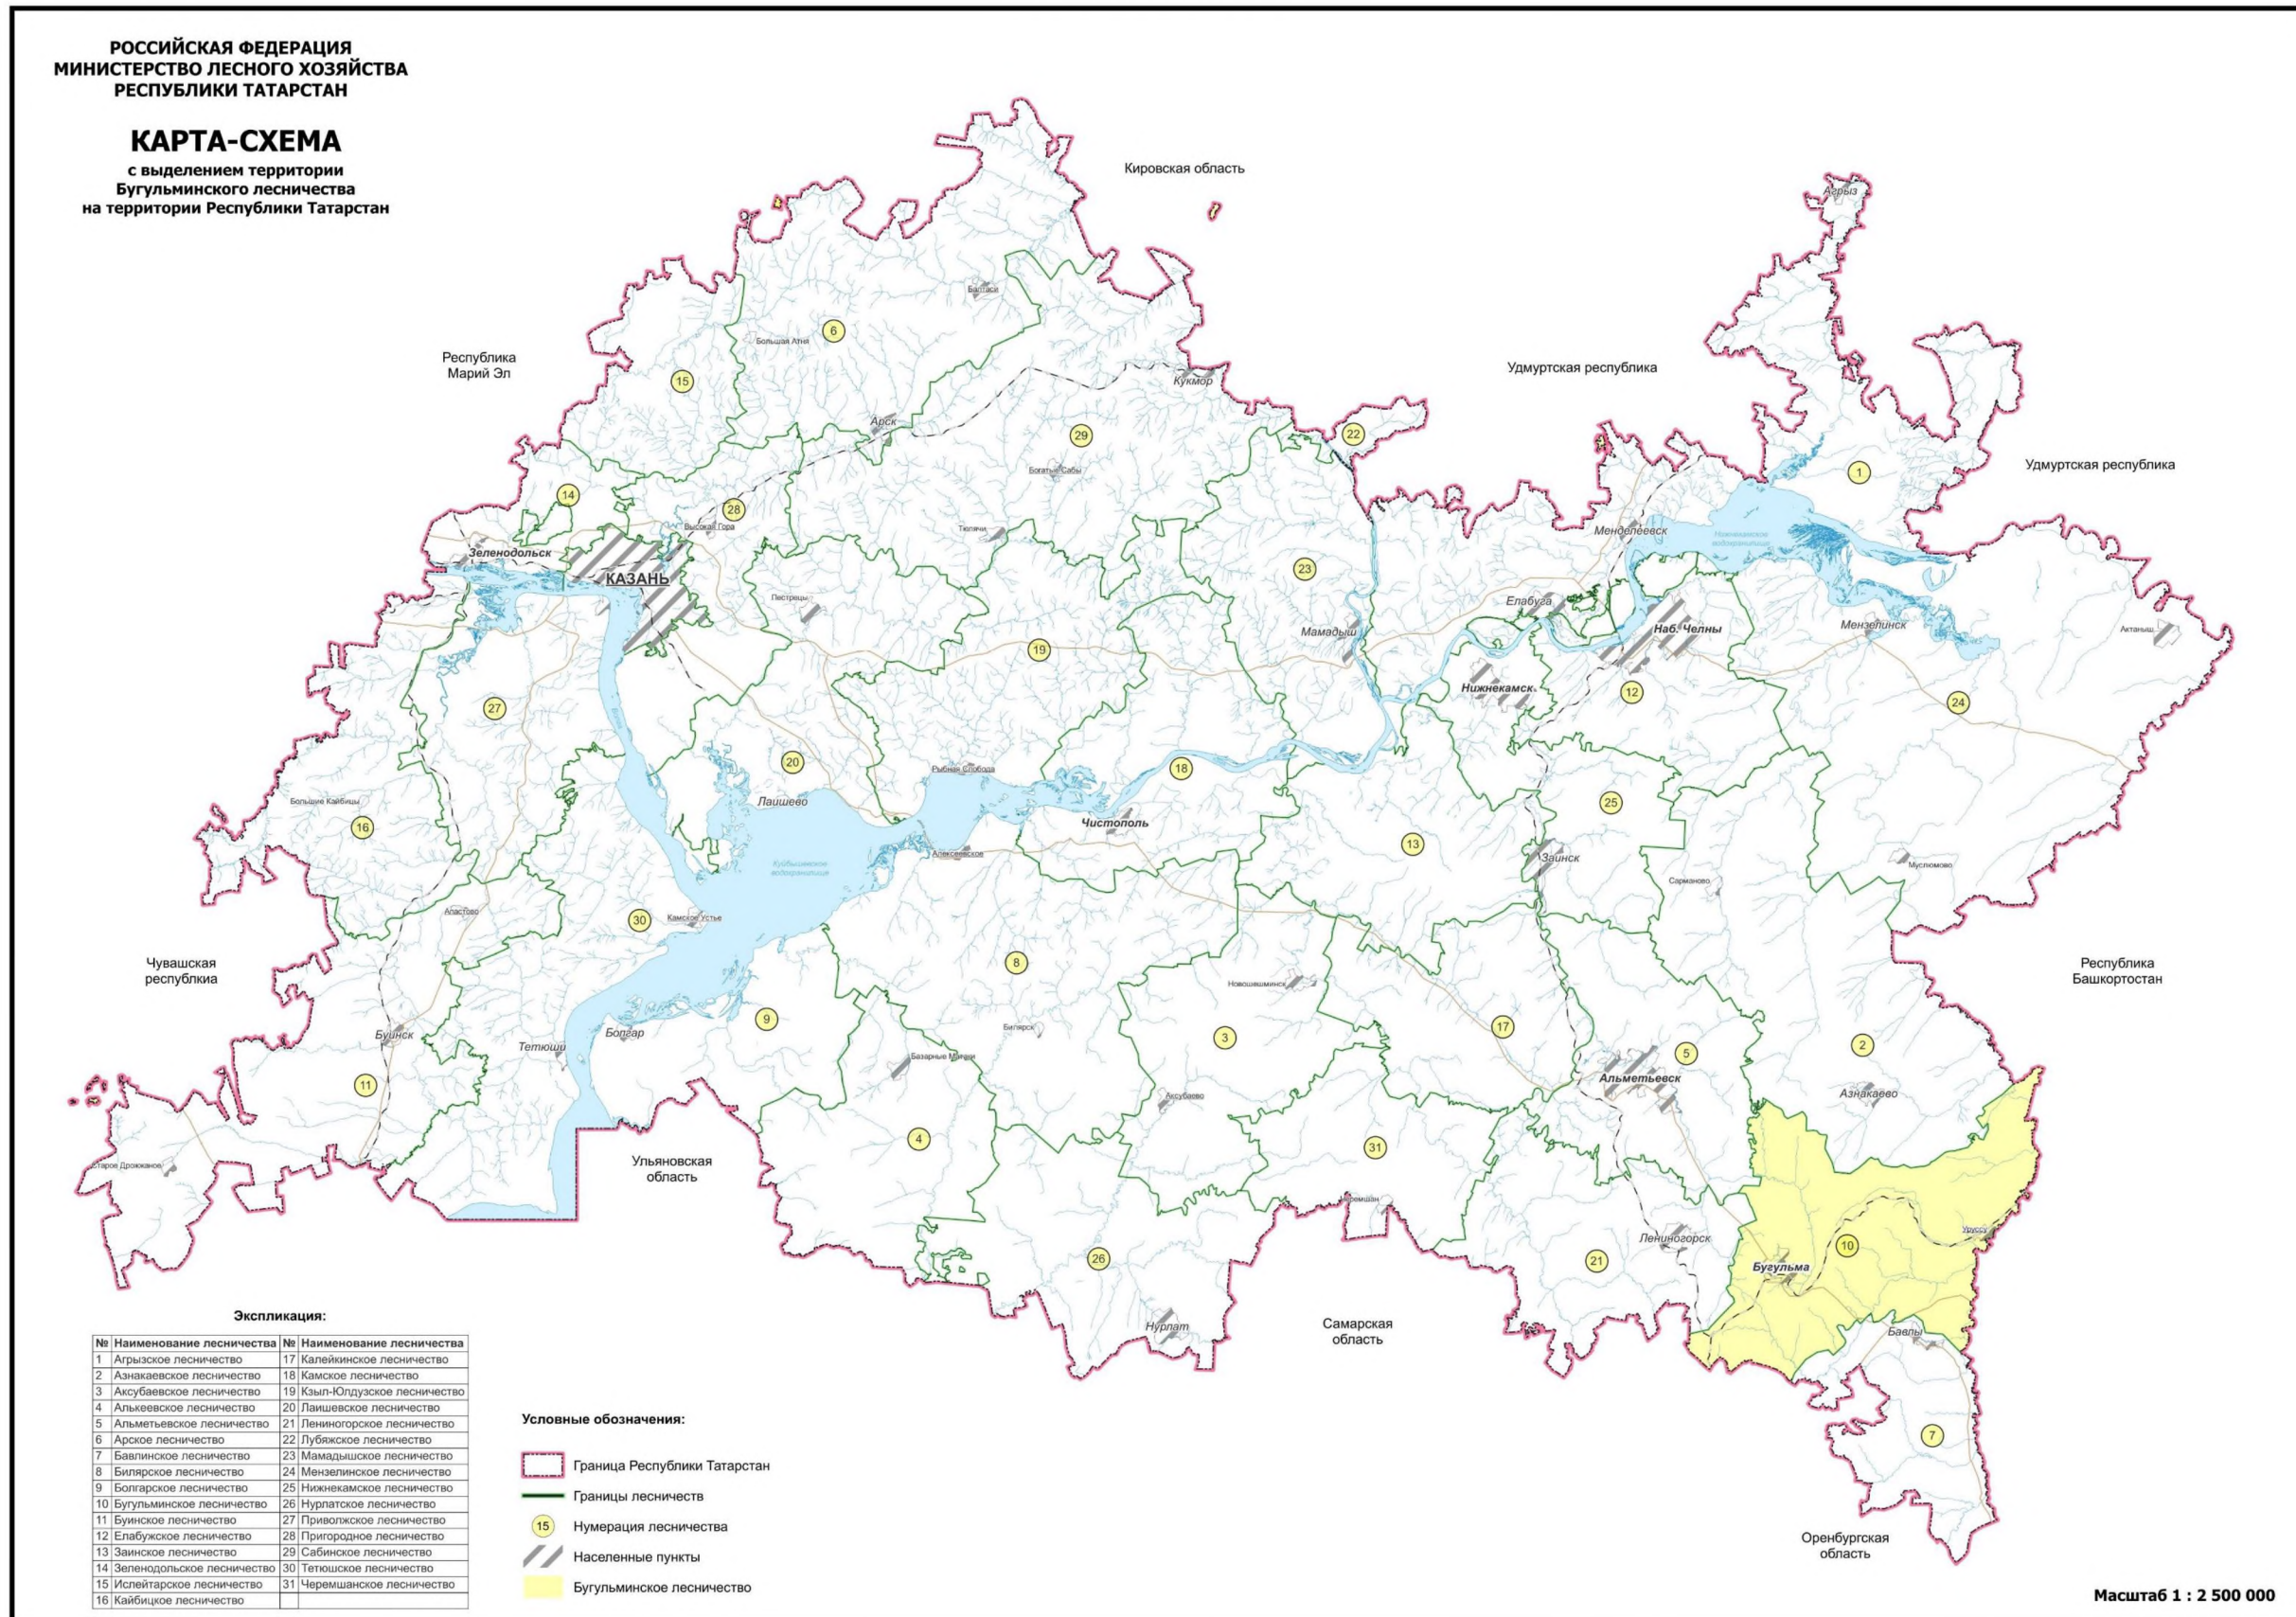 РОССИЙСКАЯ ФЕДЕРАЦИЯ
МИНИСТЕРСТВО ЛЕСНОГО ХОЗЯЙСТВА
РЕСПУБЛИКИ ТАТАРСТАН
КАРТА-СХЕМА
с выделением территории
Бугульминского лесничества
на территории Республики Татарстан
Кировская область
Агрыз
Балтаси
6
Большая Атня
Республика
Марий Эл
15
Удмуртская республика
Кукмор
Арск
29
22
Богатые Сабы
1
Удмуртская республика
14
28
Высокая Гора
Тюлячи
Менделеевск
Нижнекамское
водохранилище
Зеленодольск
КАЗАНЬ
23
Пестрецы
Елабуга
Мамадыш
Наб. Челны
Мензелинск
Актаныш
19
Нижнекамск
12
27
24
20
Рыбная Слобода
18
Лаишево
Большие Кайбицы
16
Чистополь
25
13
Алексеевское
Куйбышевское
водохранилище
Заинск
Сарманово
Муслюмово
Апастово
30
Камское Устье
Чувашская
респубкиа
8
Новошешминск
Республика
Башкортостан
9
Билярск
17
Буинск
Болгар
Тетюши
3
2
5
Базарные Матаки
Альметьевск
11
Аксубаево
Азнакаево
4
31
Старое Дрожжаное
Ульяновская
область
Черемшан
Лениногорск
10
26
21
Бугульма
Нурлат
Самарская
область
Бавлы
7
Оренбургская
область
Экспликация:
№ Наименование лесничества № Наименование лесничества
1 Агрызское лесничество 17 Калейкинское лесничество
2 Азнакаевское лесничество 18 Камское лесничество
3 Аксубаевское лесничество 19 Кзыл-Юлдузское лесничество
4 Алькеевское лесничество 20 Лаишевское лесничество
5 Альметьевское лесничество 21 Лениногорское лесничество
6 Арское лесничество 22 Лубяжское лесничество
7 Бавлинское лесничество 23 Мамадышское лесничество
8 Билярское лесничество 24 Мензелинское лесничество
9 Болгарское лесничество 25 Нижнекамское лесничество
10 Бугульминское лесничество 26 Нурлатское лесничество
11 Буинское лесничество 27 Приволжское лесничество
12 Елабужское лесничество 28 Пригородное лесничество
13 Заинское лесничество 29 Сабинское лесничество
14 Зеленодольское лесничество 30 Тетюшское лесничество
15 Ислейтарское лесничество 31 Черемшанское лесничество
16 Кайбицкое лесничество
Условные обозначения:
Граница Республики Татарстан
Границы лесничеств
15 Нумерация лесничества
Населенные пункты
Бугульминское лесничество
Масштаб 1 : 2 500 000